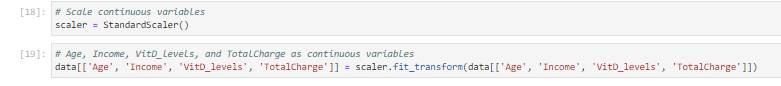 [18]: # Scale continuous variables
scaler = StandardScaler()
[19]: # Age, Income, VitD_Levels, and TotalCharge as continuous variables
data[['Age', 'Income', 'VitD_levels', 'TotalCharge']] = scaler.fit_transform(data[['Age', 'Income', 'VitD_levels', 'TotalCharge']])